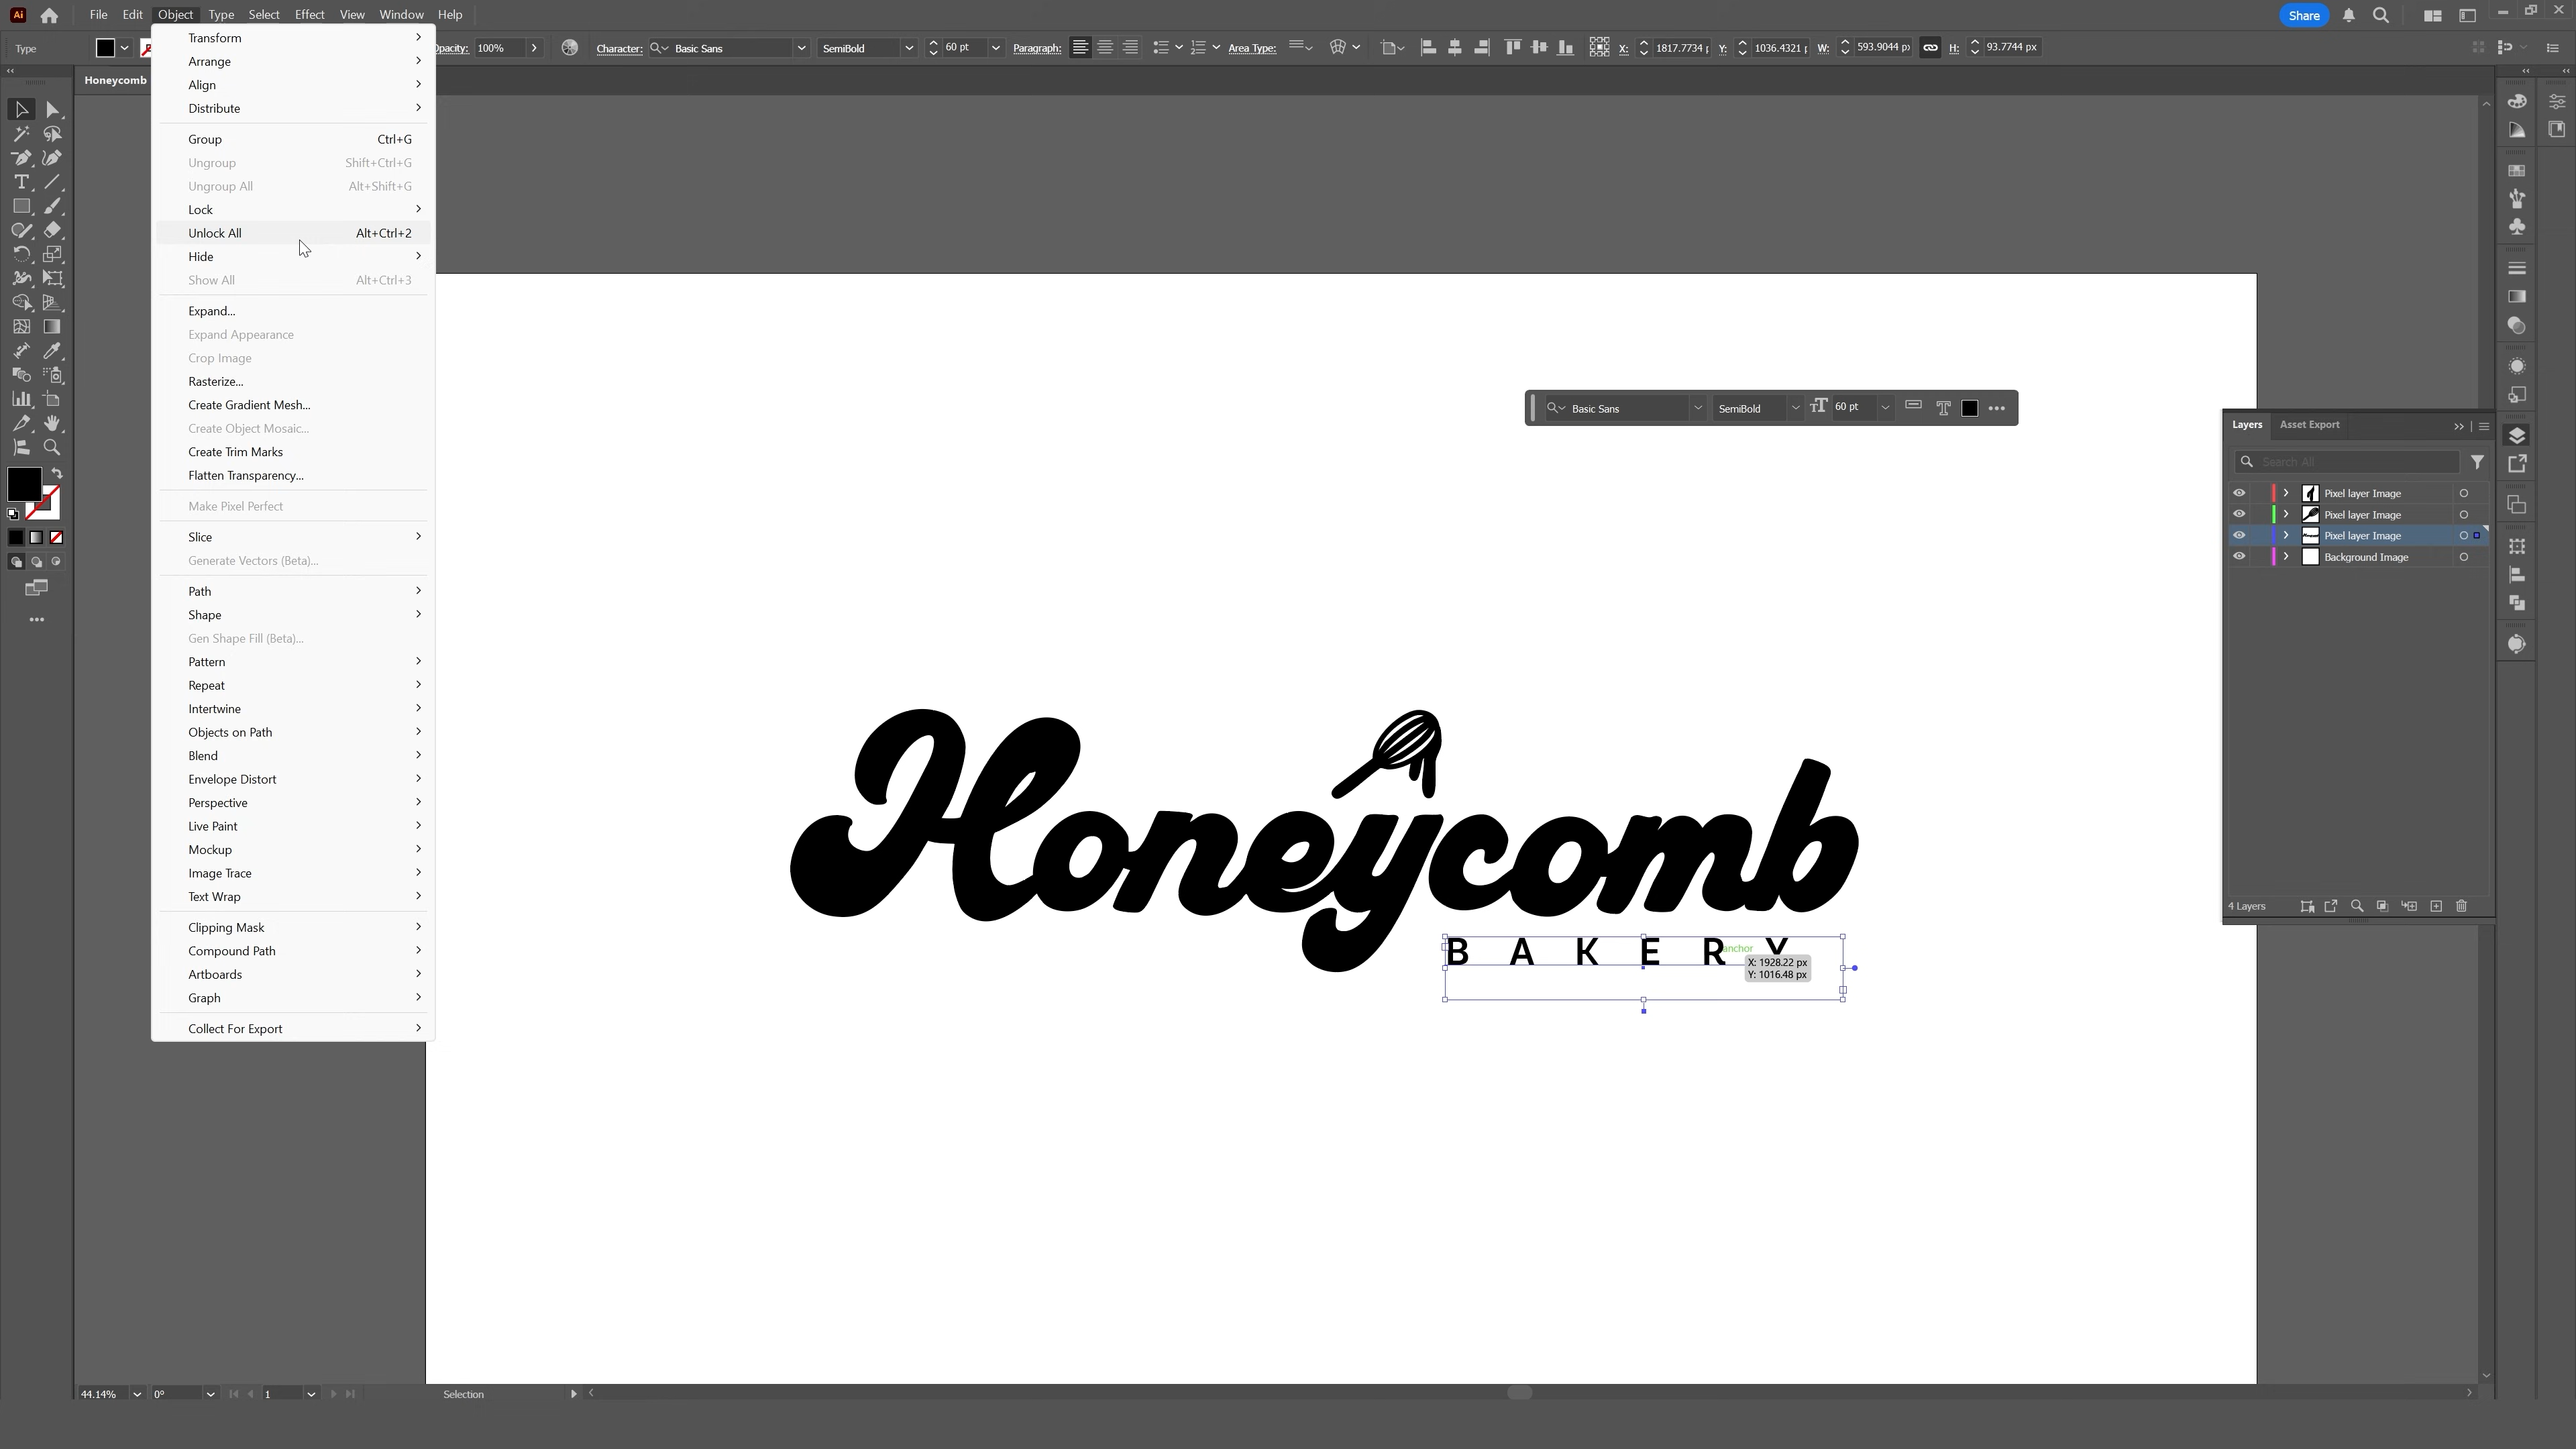 Ai File Edit Object Type Select Effect View Window Help Share
Type Opacity: 100% Character: Basic Sans SemiBold 60 pt Paragraph: Area Type: X: 1817.7734 Y: 1036.4321 W: 593.9044 px H: 93.7744 px
Honeycomb
Transform
Arrange
Align
Distribute
Group Ctrl+G
Ungroup Shift+Ctrl+G
Ungroup All Alt+Shift+G
Lock
Unlock All Alt+Ctrl+2
Hide
Show All Alt+Ctrl+3
Expand...
Expand Appearance
Crop Image
Rasterize...
Create Gradient Mesh...
Create Object Mosaic...
Create Trim Marks
Flatten Transparency...
Make Pixel Perfect
Slice
Generate Vectors (Beta)...
Path
Shape
Gen Shape Fill (Beta)...
Pattern
Repeat
Intertwine
Objects on Path
Blend
Envelope Distort
Perspective
Live Paint
Mockup
Image Trace
Text Wrap
Clipping Mask
Compound Path
Artboards
Graph
Collect For Export
Basic Sans SemiBold 60 pt
Honeycomb
BAKERY
anchor
X: 1928.22 px
Y: 1016.48 px
Layers Asset Export
Search All
Pixel layer Image
Pixel layer Image
Pixel layer Image
Background Image
4 Layers
44.14% 0° 1 Selection